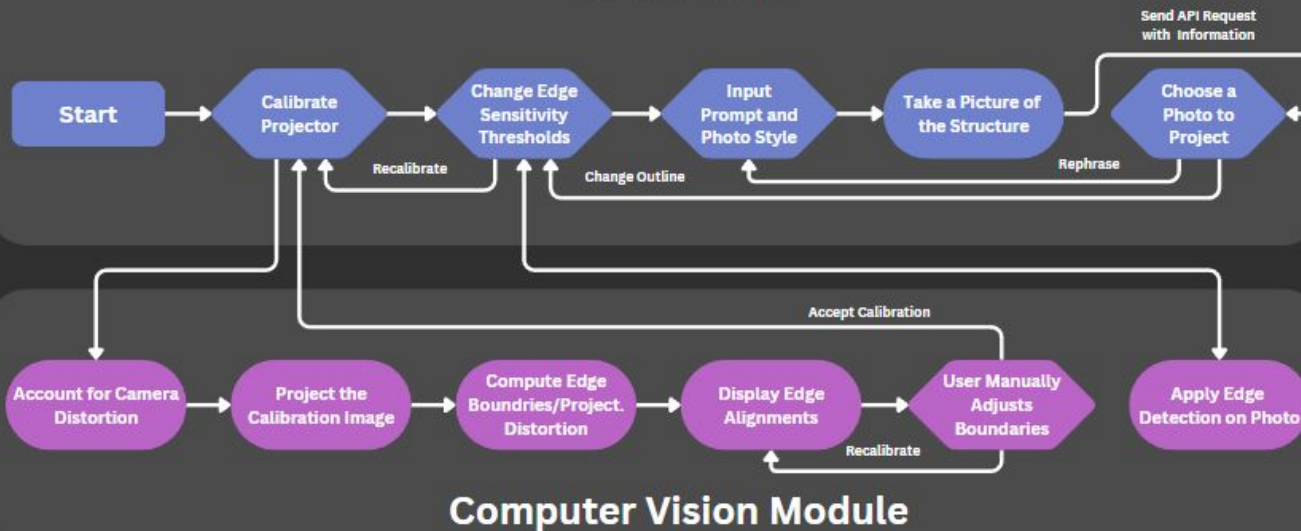 Send API Request
with Information
Start
Calibrate
Projector
Change Edge
Sensitivity
Thresholds
Input
Prompt and
Photo Style
Take a Picture of
the Structure
Choose a
Photo to
Project
Recalibrate
Change Outline
Rephrase
Accept Calibration
Account for Camera
Distortion
Project the
Calibration Image
Compute Edge
Boundries/Project.
Distortion
Display Edge
Alignments
User Manually
Adjusts
Boundaries
Apply Edge
Detection on Photo
Recalibrate
Computer Vision Module